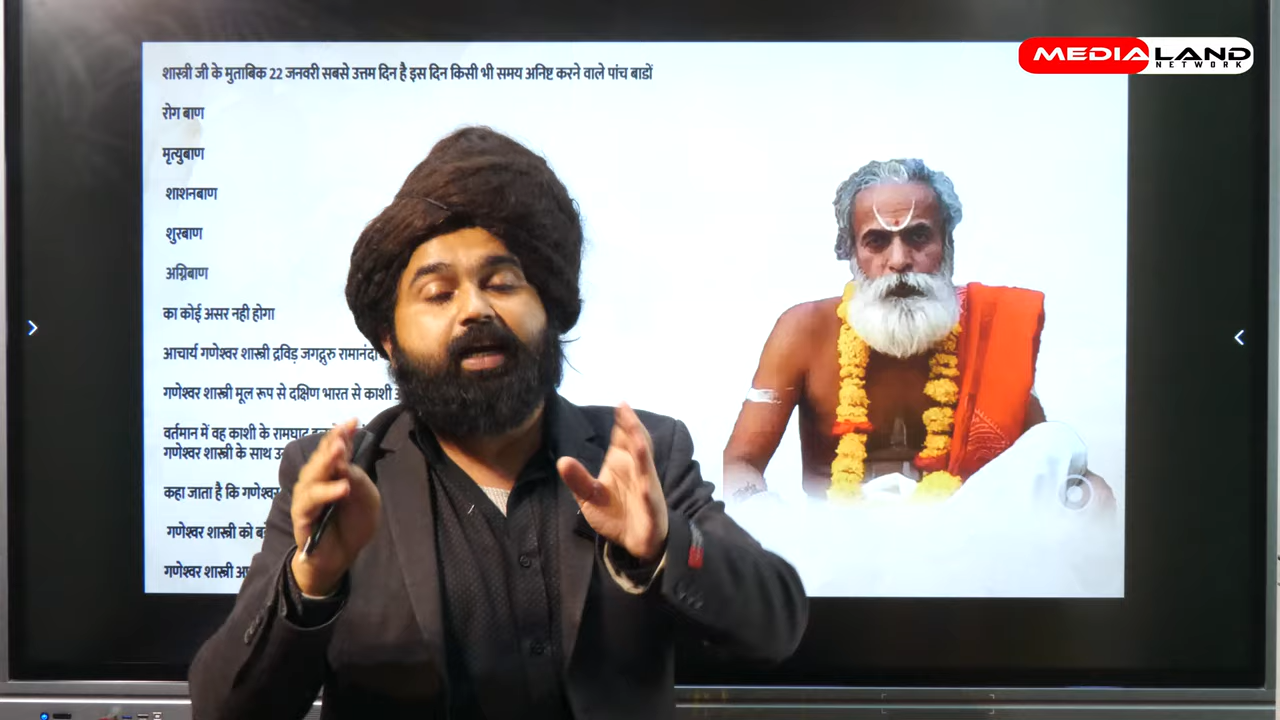 MEDIALAND
NETWORK
शास्त्री जी के मुताबिक 22 जनवरी सबसे उत्तम दिन है इस दिन किसी भी समय अनिष्ट करने वाले पांच बाडों
रोग बाण
मृत्युबाण
शाशनबाण
शुरबाण
अग्निबाण
का कोई असर नही होगा
आचार्य गणेश्वर शास्त्री द्रविड़ जगद्गुरु रामानंदा
गणेश्वर शास्त्री मूल रूप से दक्षिण भारत से काशी
वर्तमान में वह काशी के रामघाट
गणेश्वर शास्त्री के साथ
कहा जाता है कि गणेश्वर
गणेश्वर शास्त्री को
गणेश्वर शास्त्री